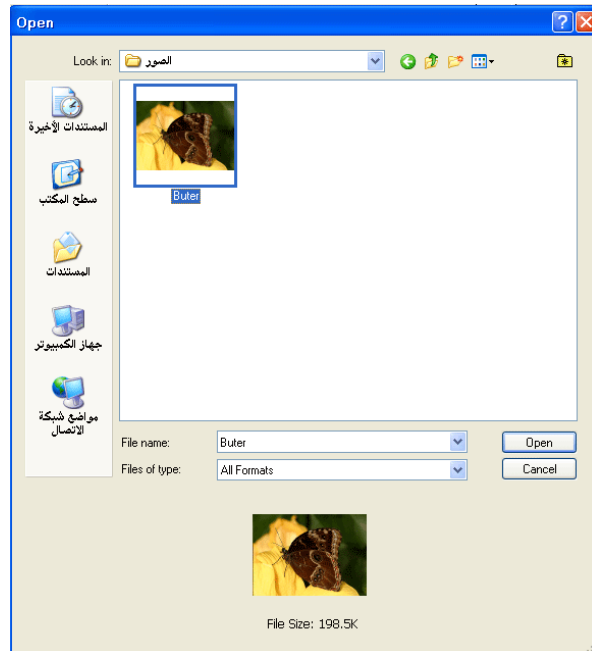 Open
Look in:
الصور
المستندات الأخيرة
سطح المكتب
المستندات
جهاز الكمبيوتر
مواضع شبكة
الاتصال
Buter
File name:
Buter
Open
Files of type:
All Formats
Cancel
File Size: 198.5K